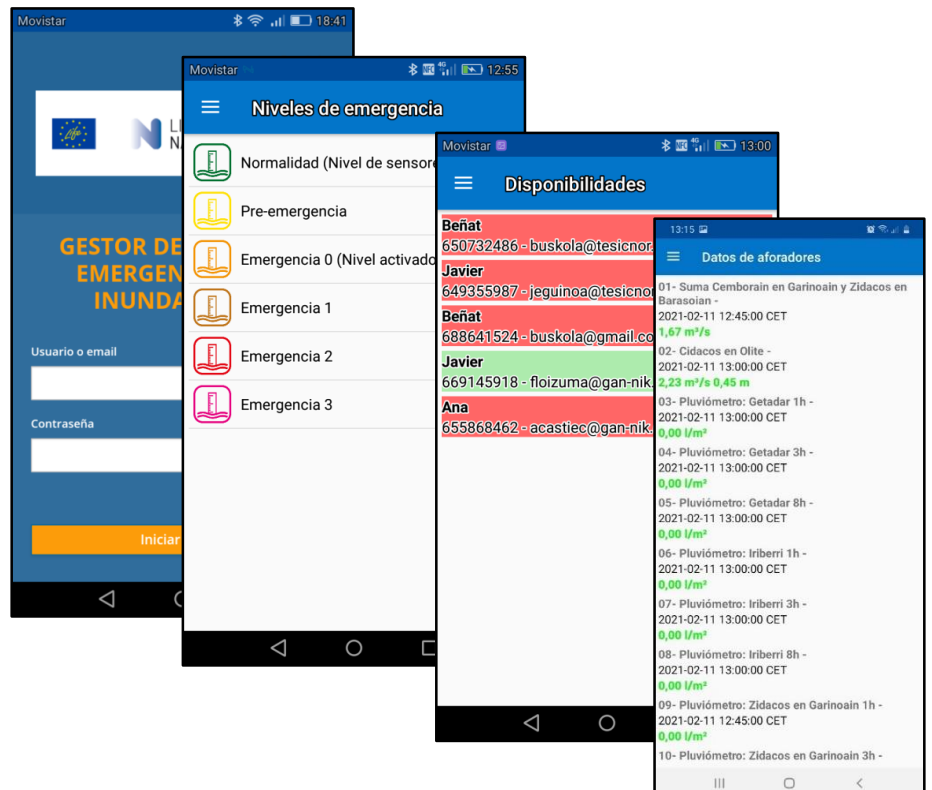 Movistar 18:41
Life
N LI
NA
GESTOR DE
EMERGEN
INUNDA
Usuario o email
Contraseña
Iniciar
Movistar NFC 4G 12:55
Niveles de emergencia
Normalidad (Nivel de sensore
Pre-emergencia
Emergencia 0 (Nivel activado
Emergencia 1
Emergencia 2
Emergencia 3
Movistar NFC 4G 13:00
Disponibilidades
Beñat
650732486 - buskola@tesicnor.
Javier
649355987 - jeguinoa@tesicnor
Beñat
688641524 - buskola@gmail.co
Javier
669145918 - floizuma@gan-nik.
Ana
655868462 - acastiec@gan-nik.
13:15
Datos de aforadores
01- Suma Cemborain en Garinoain y Zidacos en
Barasoian -
2021-02-11 12:45:00 CET
1,67 m³/s
02- Cidacos en Olite -
2021-02-11 13:00:00 CET
2,23 m³/s 0,45 m
03- Pluviómetro: Getadar 1h -
2021-02-11 13:00:00 CET
0,00 l/m²
04- Pluviómetro: Getadar 3h -
2021-02-11 13:00:00 CET
0,00 l/m²
05- Pluviómetro: Getadar 8h -
2021-02-11 13:00:00 CET
0,00 l/m²
06- Pluviómetro: Iriberri 1h -
2021-02-11 13:00:00 CET
0,00 l/m²
07- Pluviómetro: Iriberri 3h -
2021-02-11 13:00:00 CET
0,00 l/m²
08- Pluviómetro: Iriberri 8h -
2021-02-11 13:00:00 CET
0,00 l/m²
09- Pluviómetro: Zidacos en Garinoain 1h -
2021-02-11 12:45:00 CET
0,00 l/m²
10- Pluviómetro: Zidacos en Garinoain 3h -